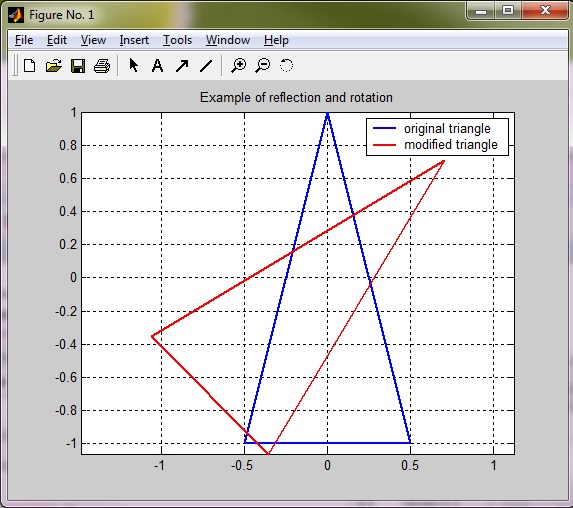 Figure No. 1
File Edit View Insert Tools Window Help
Example of reflection and rotation
original triangle
modified triangle
1
0.8
0.6
0.4
0.2
0
-0.2
-0.4
-0.6
-0.8
-1
-1 -0.5 0 0.5 1